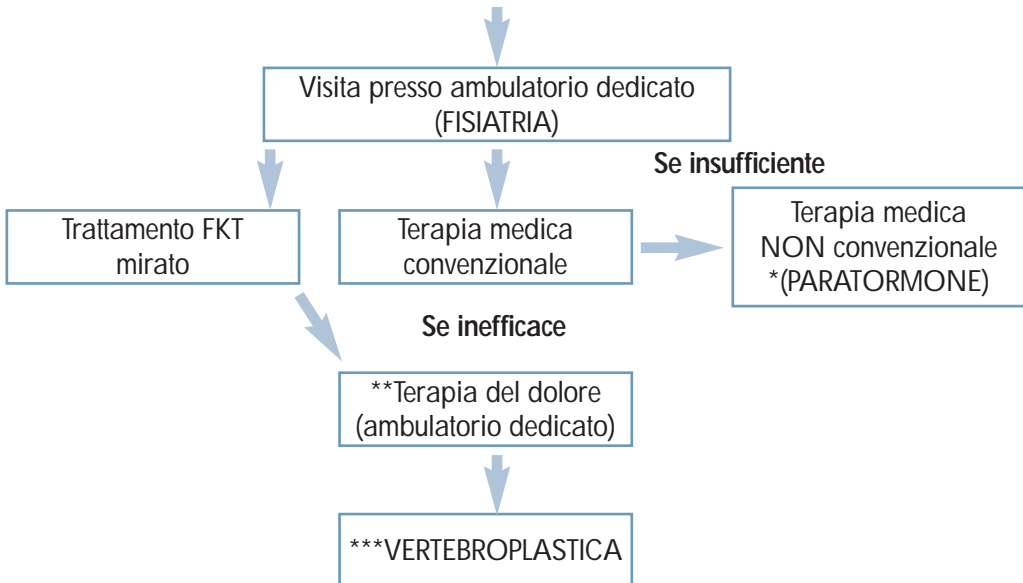 Visita presso ambulatorio dedicato
(FISIATRIA)
Se insufficiente
Trattamento FKT
mirato
Terapia medica
convenzionale
Terapia medica
NON convenzionale
*(PARATORMONE)
Se inefficace
**Terapia del dolore
(ambulatorio dedicato)
***VERTEBROPLASTICA